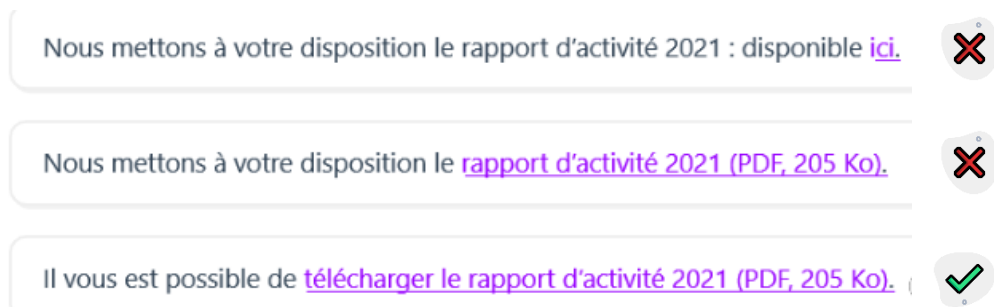 Nous mettons à votre disposition le rapport d’activité 2021 : disponible ici.
Nous mettons à votre disposition le rapport d’activité 2021 (PDF, 205 Ko).
Il vous est possible de télécharger le rapport d’activité 2021 (PDF, 205 Ko).